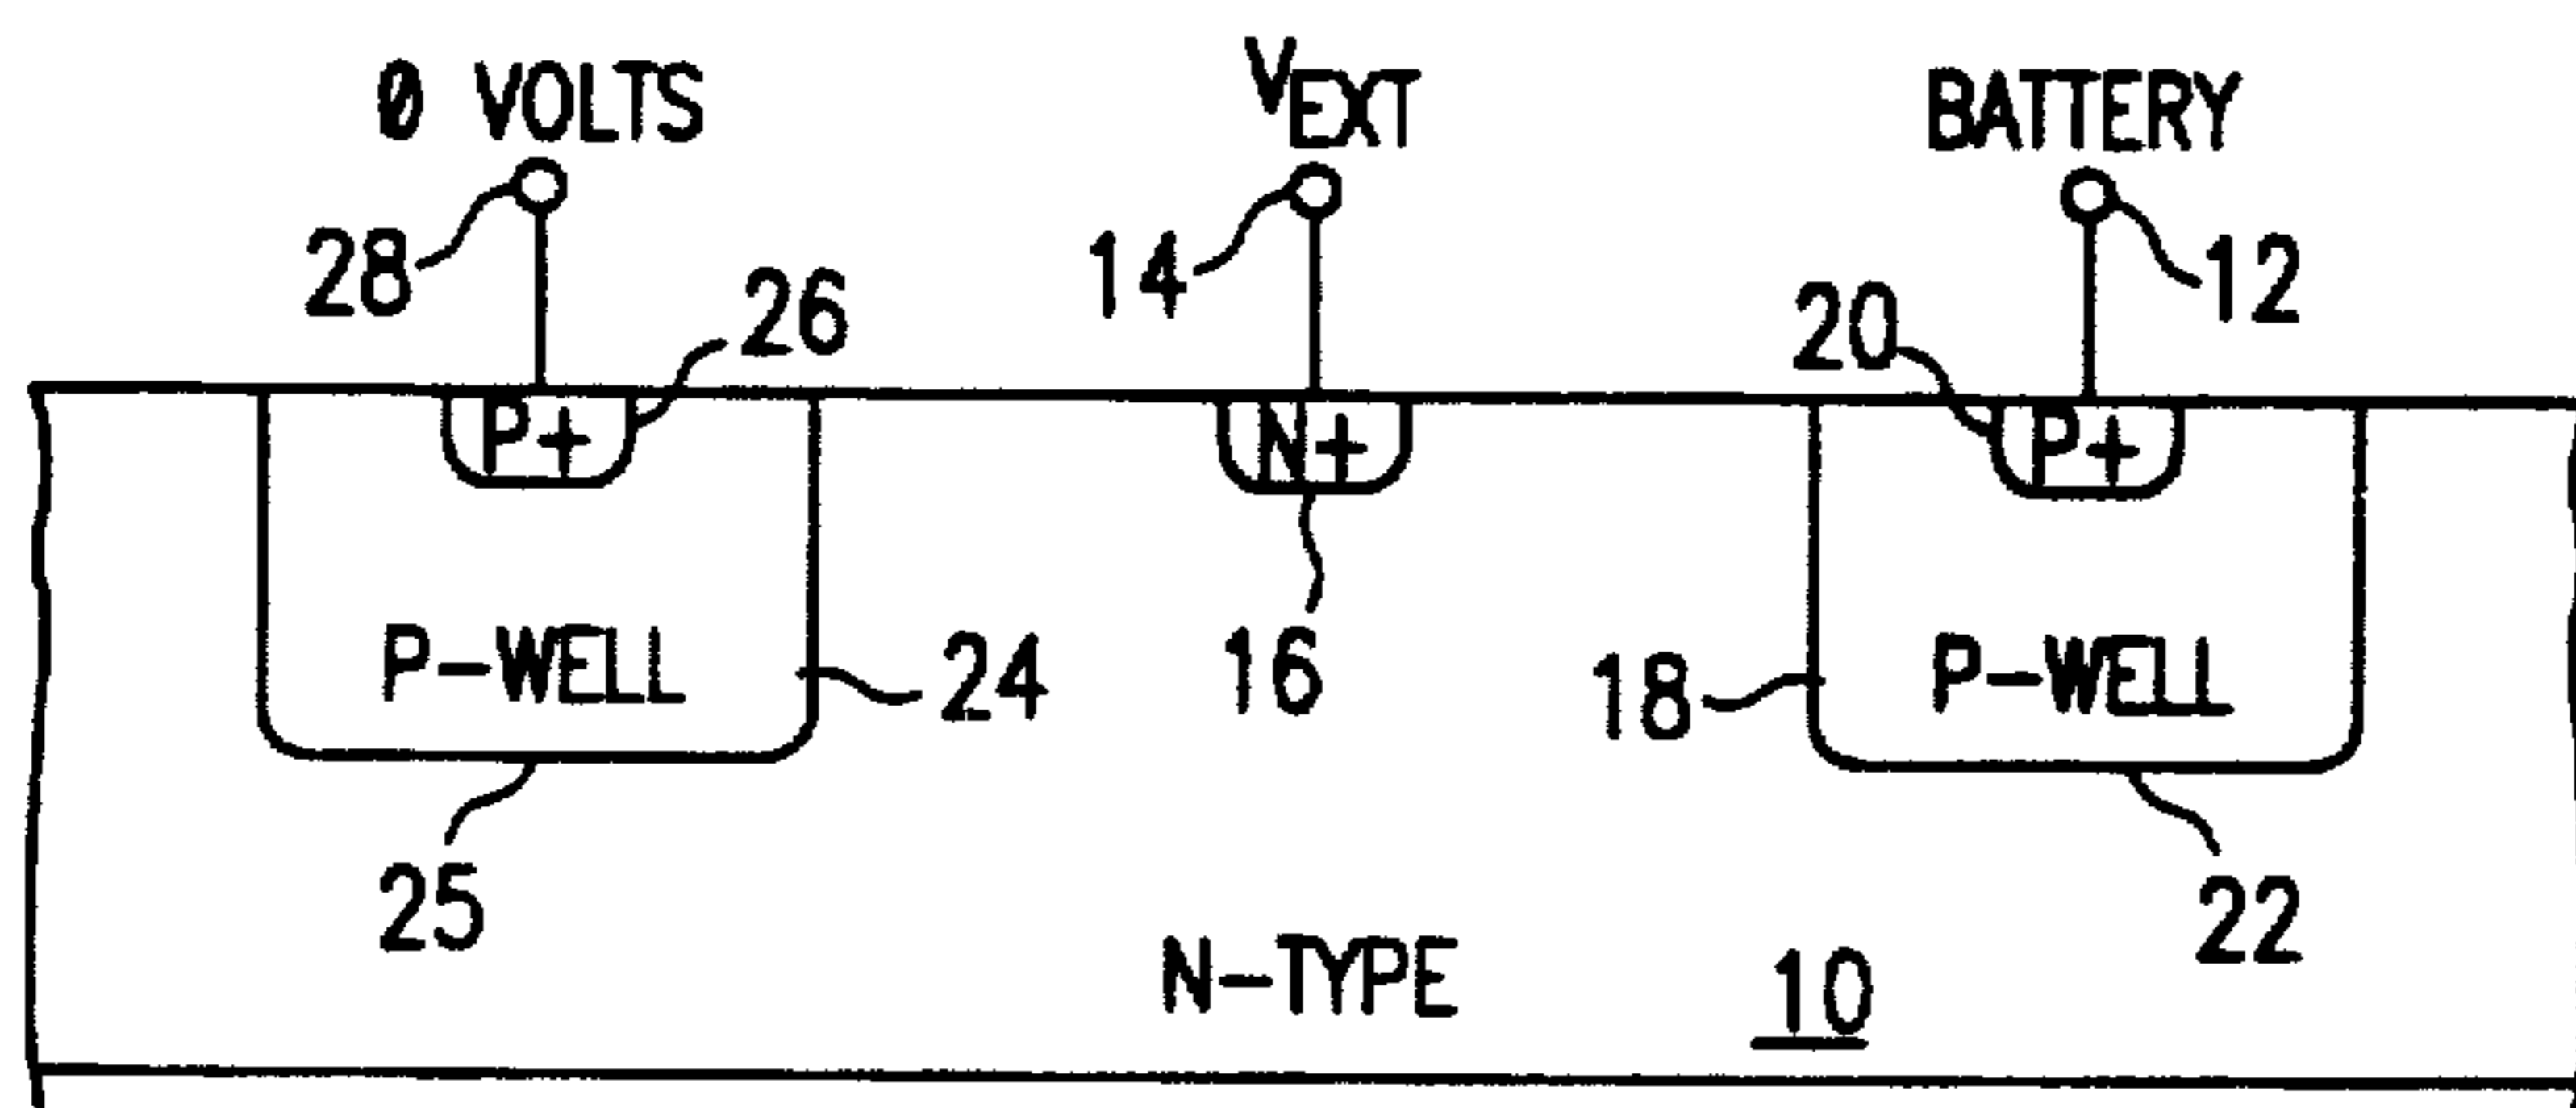 0 VOLTS
VEXT
BATTERY
28
14
12
26
20
P+
N+
P+
P-WELL
24
16
18
P-WELL
25
22
N-TYPE
10